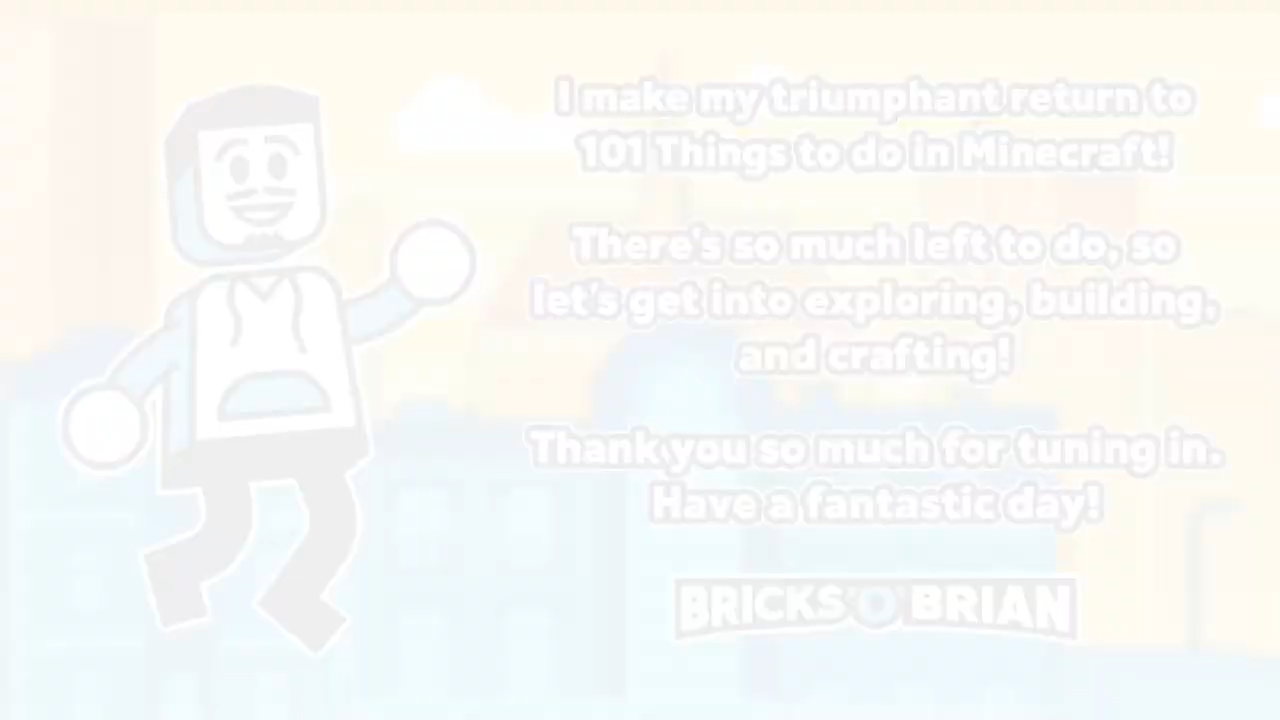 I make my triumphant return to
101 Things to do in Minecraft!
There's so much left to do, so
let's get into exploring, building,
and crafting!
Thank you so much for tuning in.
Have a fantastic day!
BRICKS'O'BRIAN